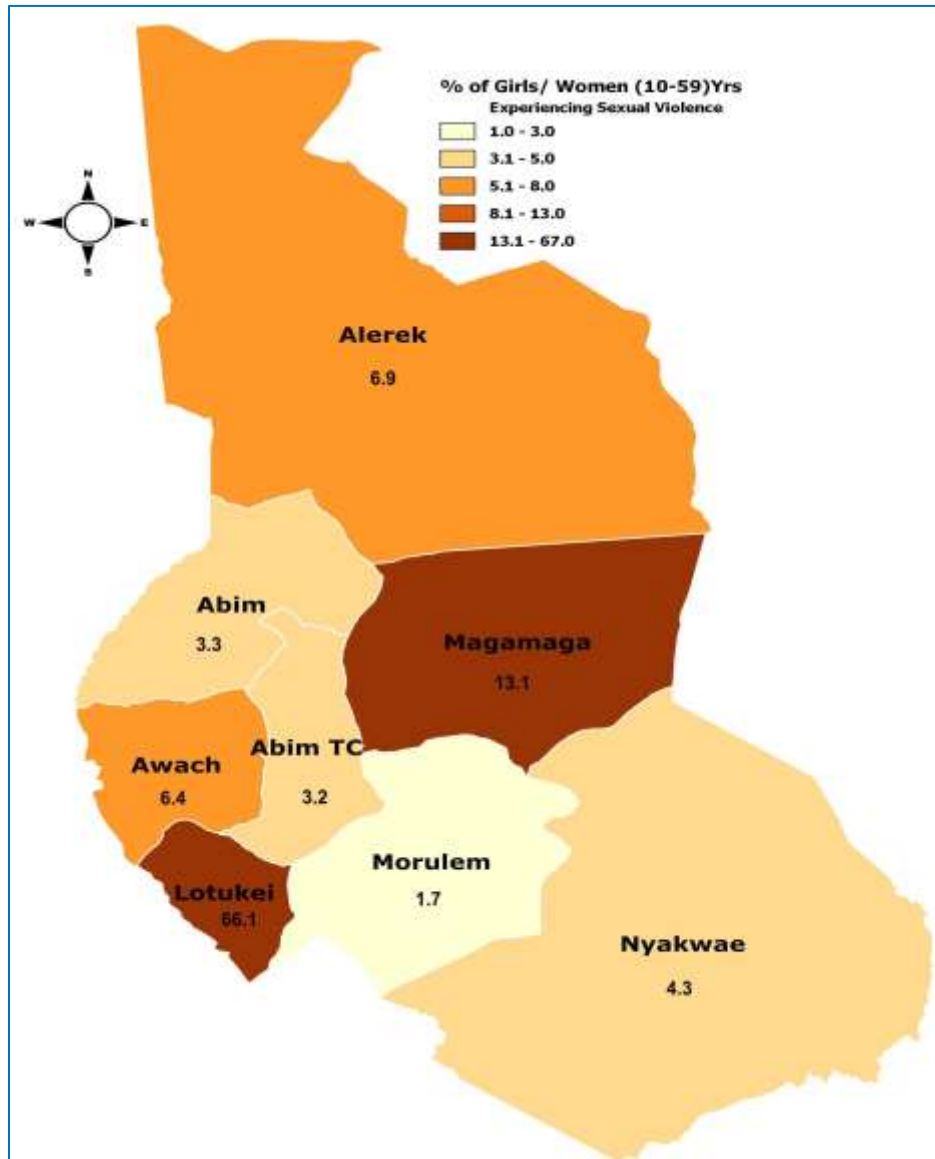 % of Girls/ Women (10-59)Yrs
Experiencing Sexual Violence
1.0 - 3.0
3.1 - 5.0
5.1 - 8.0
8.1 - 13.0
13.1 - 67.0
N
W
E
S
Alerek
6.9
Abim
3.3
Magamaga
13.1
Abim TC
3.2
Awach
6.4
Morulem
1.7
Lotukei
66.1
Nyakwae
4.3